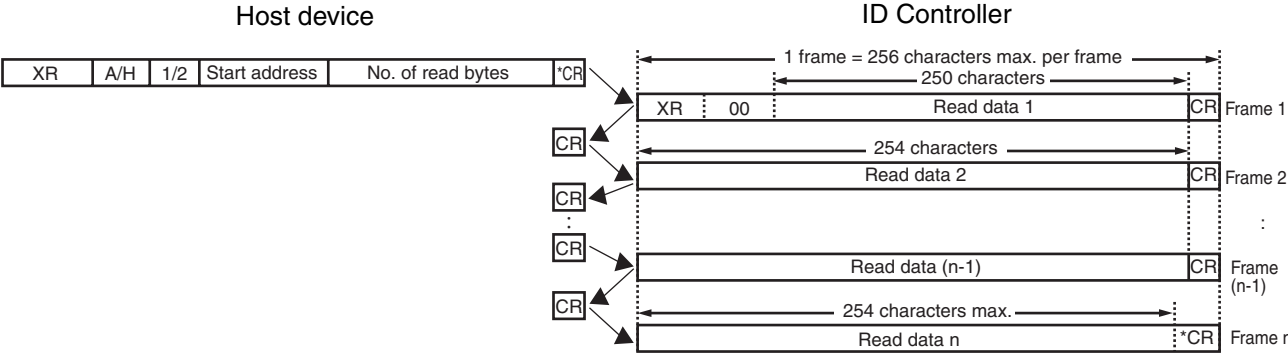 Host device
ID Controller
1 frame = 256 characters max. per frame
250 characters
XR A/H 1/2 Start address No. of read bytes *CR
XR 00 Read data 1 CR Frame 1
CR
254 characters
Read data 2 CR Frame 2
CR
:
:
CR
Read data (n-1) CR Frame
(n-1)
CR
254 characters max.
Read data n *CR Frame n